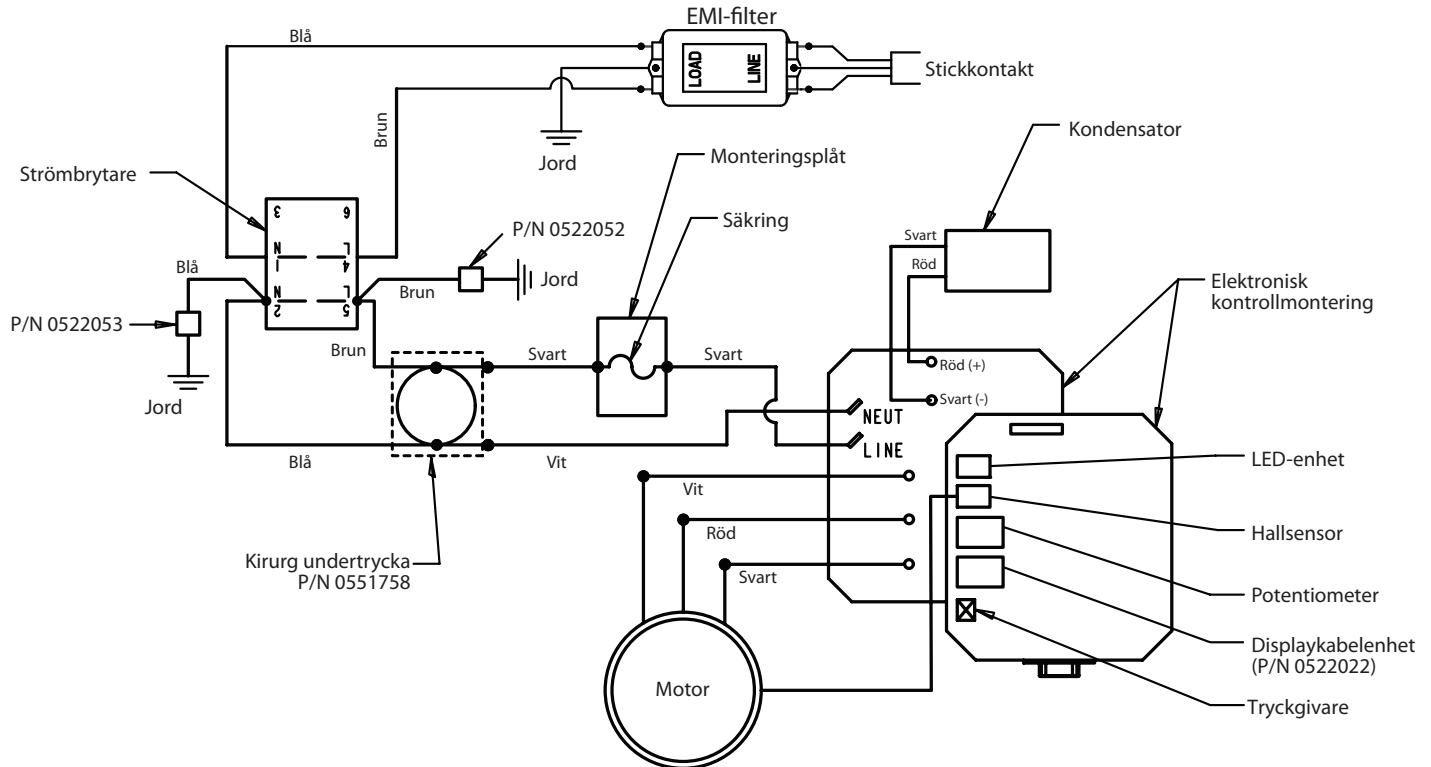 EMI-filter
Blå
LOAD
LINE
Stickkontakt
Brun
Jord
Kondensator
Monteringsplåt
Strömbrytare
Säkring
3
6
P/N 0522052
N
L
1
4
Svart
Röd
Blå
Brun
Jord
Elektronisk
kontrollmontering
N
L
2
5
P/N 0522053
Brun
Svart
Svart
Röd (+)
Svart (-)
Jord
NEUT
LINE
Blå
Vit
LED-enhet
Vit
Röd
Hallsensor
Kirurg undertrycka
P/N 0551758
Svart
Potentiometer
Displaykabelenhet
(P/N 0522022)
Motor
Tryckgivare